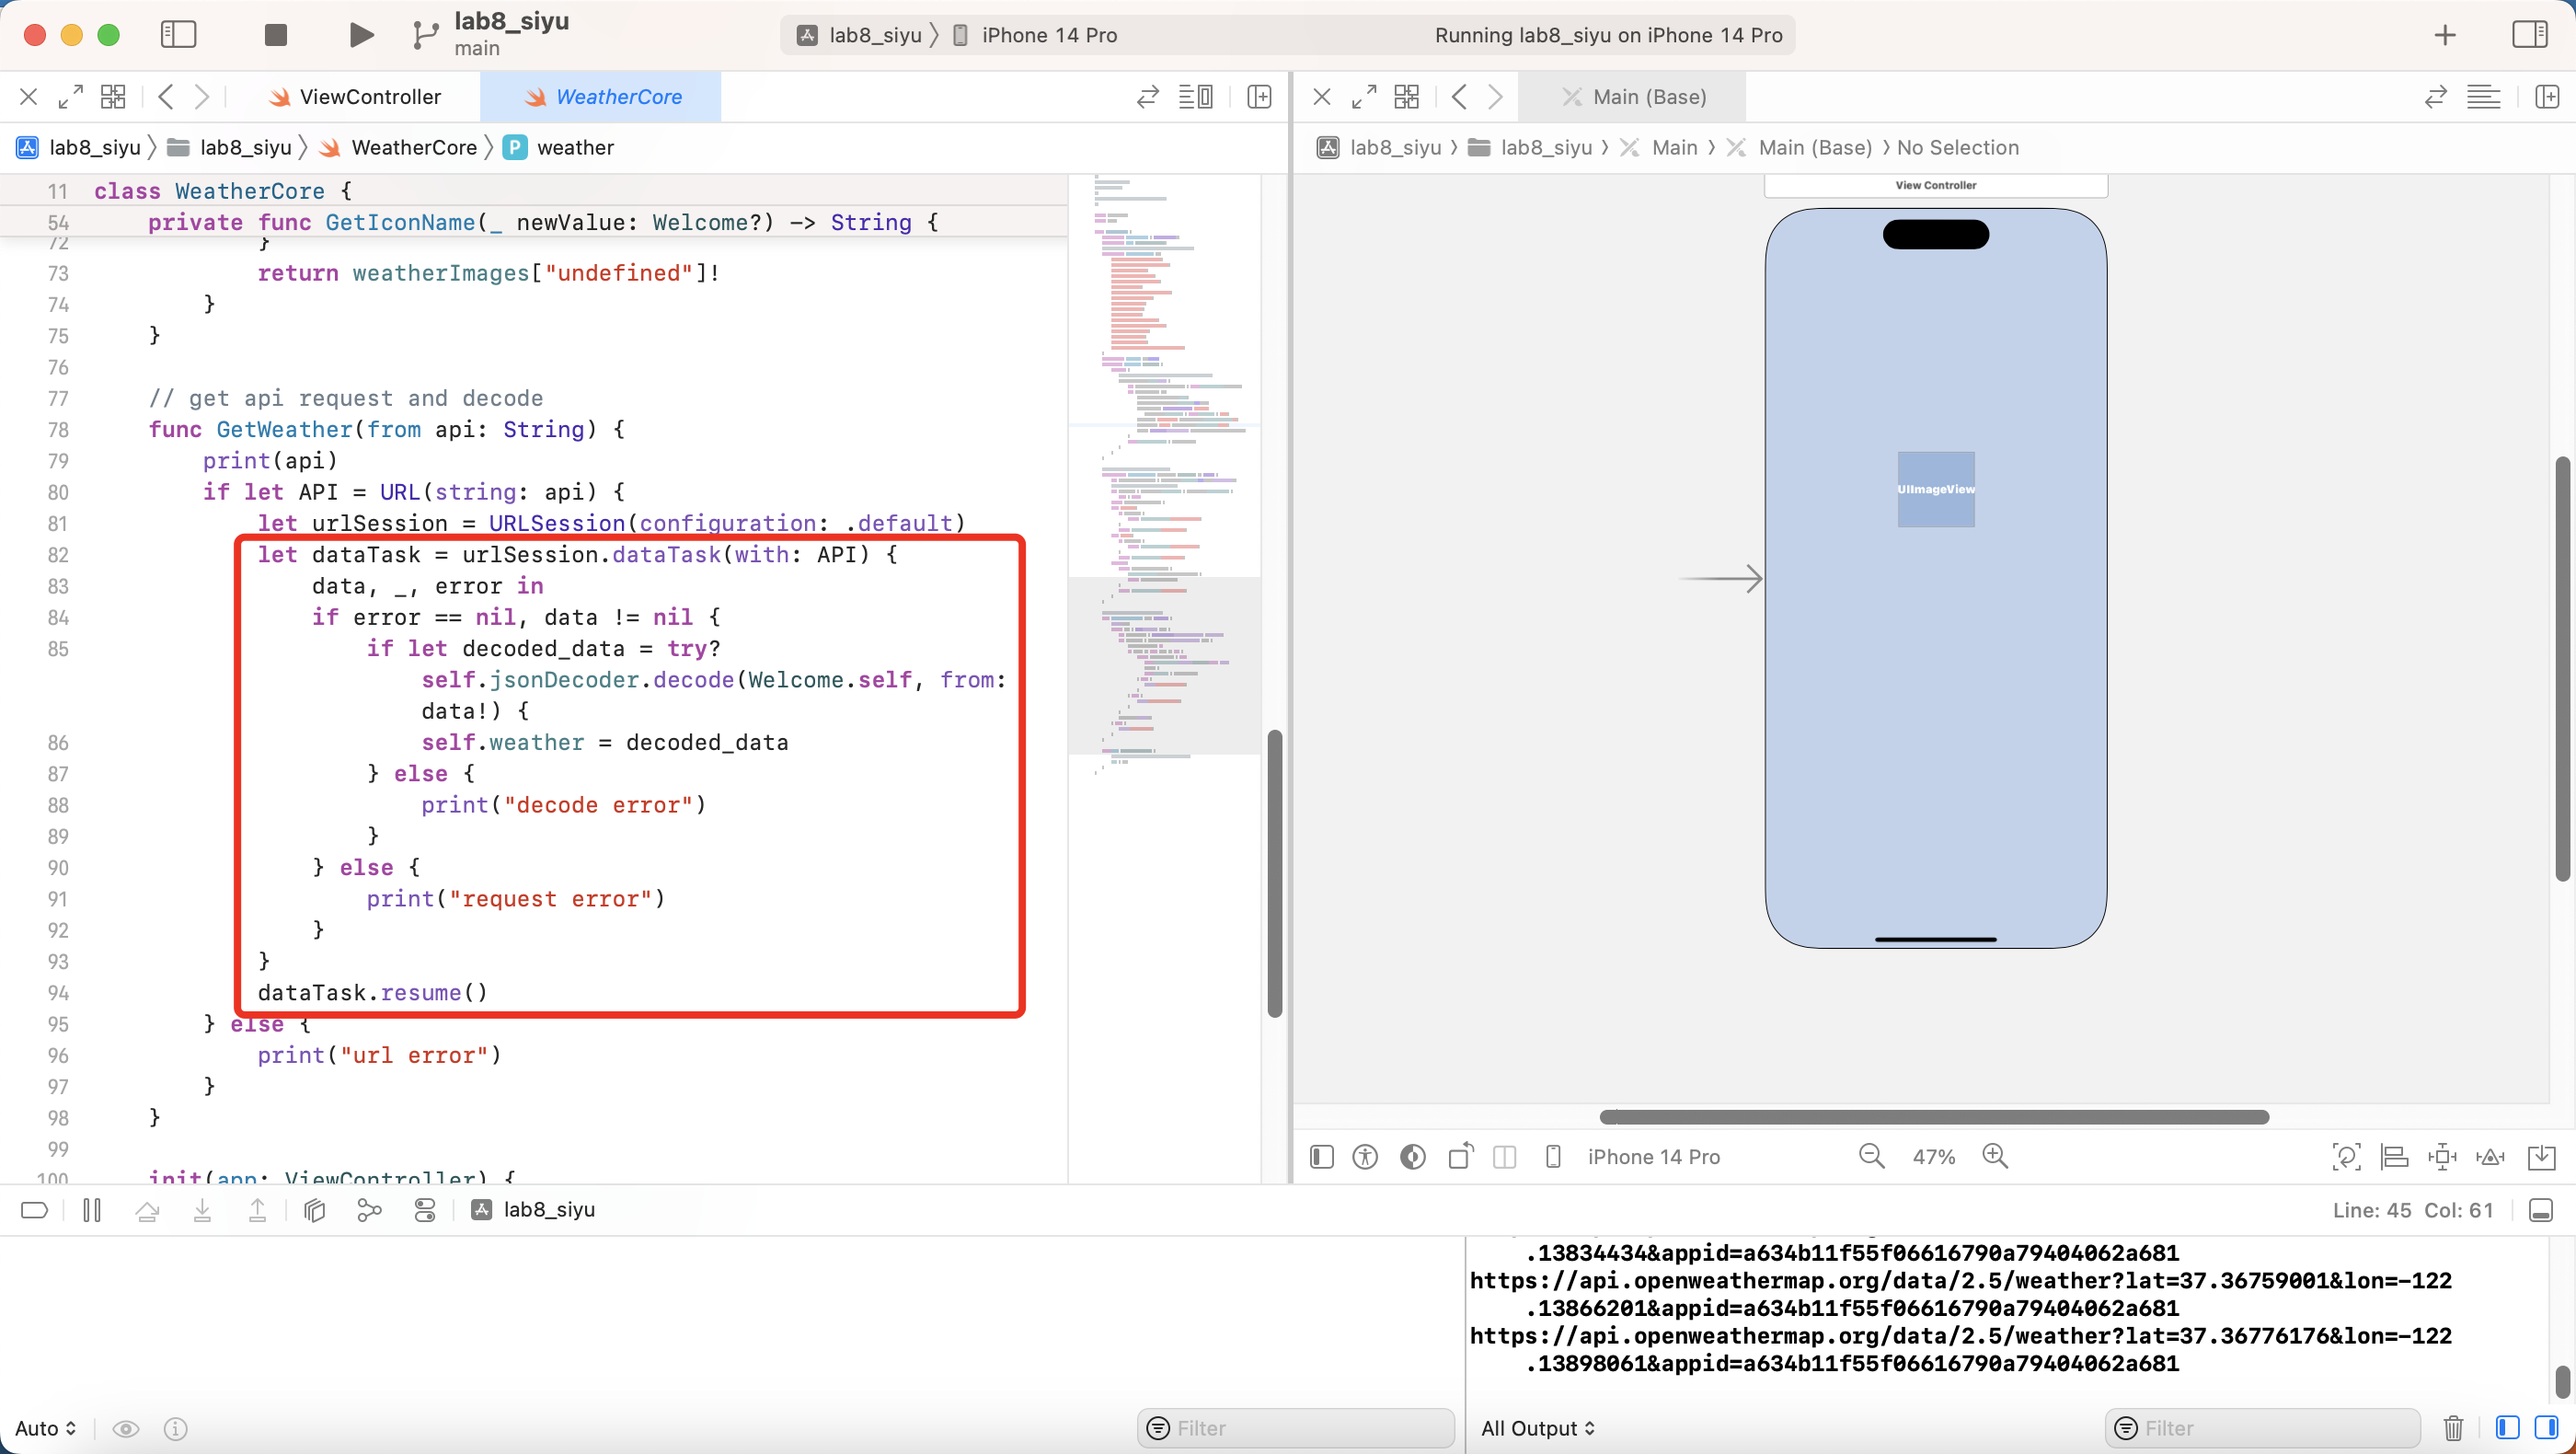 lab8_siyu
main
lab8_siyu 〉 iPhone 14 Pro
Running lab8_siyu on iPhone 14 Pro
ViewController
WeatherCore
Main (Base)
lab8_siyu 〉 lab8_siyu 〉 WeatherCore 〉 P weather
lab8_siyu 〉 lab8_siyu 〉 Main 〉 Main (Base) 〉 No Selection
11 class WeatherCore {
54 private func GetIconName(_ newValue: Welcome?) -> String {
72 }
73 return weatherImages["undefined"]!
74 }
75 }
76
77 // get api request and decode
78 func GetWeather(from api: String) {
79 print(api)
80 if let API = URL(string: api) {
81 let urlSession = URLSession(configuration: .default)
82 let dataTask = urlSession.dataTask(with: API) {
83 data, _, error in
84 if error == nil, data != nil {
85 if let decoded_data = try?
self.jsonDecoder.decode(Welcome.self, from:
data!) {
86 self.weather = decoded_data
87 } else {
88 print("decode error")
89 }
90 } else {
91 print("request error")
92 }
93 }
94 dataTask.resume()
95 } else {
96 print("url error")
97 }
98 }
99
100 init(app: ViewController) {
View Controller
UIImageView
iPhone 14 Pro
47%
lab8_siyu
Line: 45 Col: 61
.13834434&appid=a634b11f55f06616790a79404062a681
https://api.openweathermap.org/data/2.5/weather?lat=37.36759001&lon=-122
.13866201&appid=a634b11f55f06616790a79404062a681
https://api.openweathermap.org/data/2.5/weather?lat=37.36776176&lon=-122
.13898061&appid=a634b11f55f06616790a79404062a681
Auto
Filter
All Output
Filter